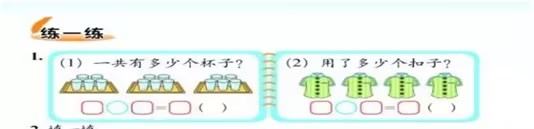 练一练
1.
(1) 一共有多少个杯子?
□○□=□( )
(2) 用了多少个扣子?
□○□=□( )